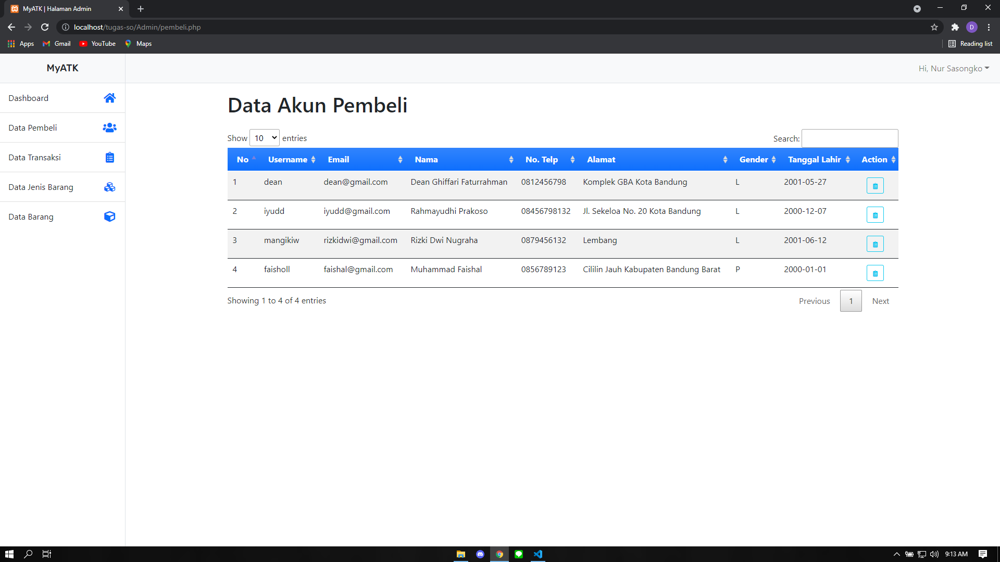 MyATK | Halaman Admin
localhost/tugas-so/Admin/pembeli.php
D
Apps Gmail YouTube Maps Reading list
MyATK
Hi, Nur Sasongko
Dashboard
Data Pembeli
Data Transaksi
Data Jenis Barang
Data Barang
Data Akun Pembeli
Show 10 entries
Search:
No Username Email Nama No. Telp Alamat Gender Tanggal Lahir Action
1 dean dean@gmail.com Dean Ghiffari Faturrahman 0812456798 Komplek GBA Kota Bandung L 2001-05-27
2 iyudd iyudd@gmail.com Rahmayudhi Prakoso 08456798132 Jl. Sekeloa No. 20 Kota Bandung L 2000-12-07
3 mangikiw rizkidwi@gmail.com Rizki Dwi Nugraha 0879456132 Lembang L 2001-06-12
4 faisholl faishal@gmail.com Muhammad Faishal 0856789123 Cililin Jauh Kabupaten Bandung Barat P 2000-01-01
Showing 1 to 4 of 4 entries
Previous 1 Next
9:13 AM